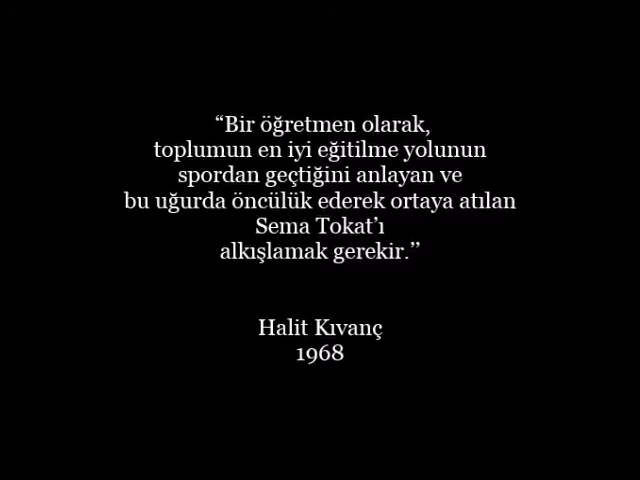 “Bir öğretmen olarak,
toplumun en iyi eğitilme yolunun
spordan geçtiğini anlayan ve
bu uğurda öncülük ederek ortaya atılan
Sema Tokat’ı
alkışlamak gerekir.’’
Halit Kıvanç
1968